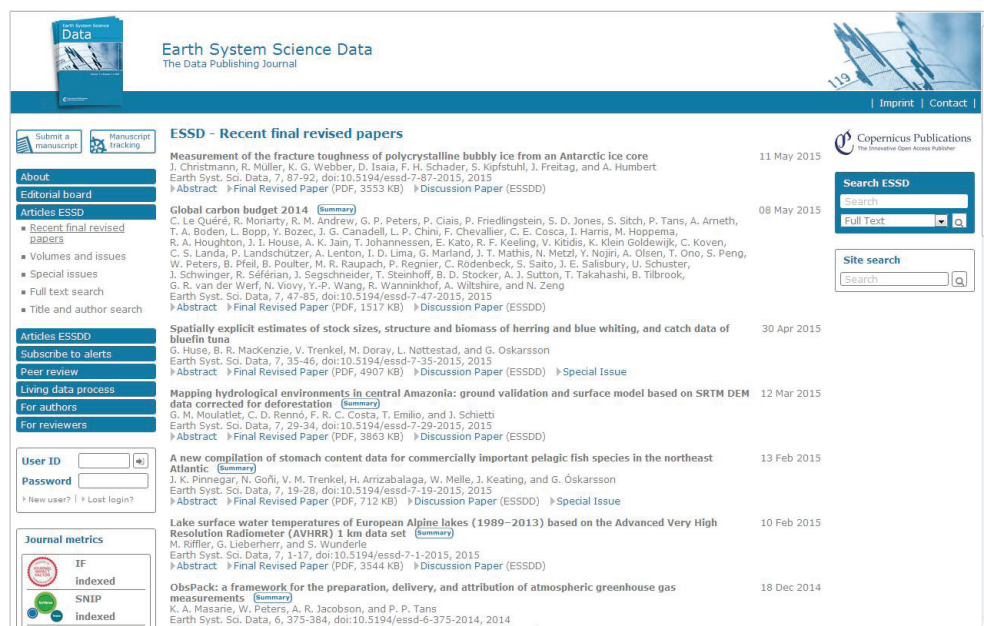 Earth System Science
Data
Earth System Science Data
The Data Publishing Journal
119
| Imprint | Contact |
Submit a
manuscript
Manuscript
tracking
About
Editorial board
Articles ESSD
Recent final revised
papers
Volumes and issues
Special issues
Full text search
Title and author search
Articles ESSDD
Subscribe to alerts
Peer review
Living data process
For authors
For reviewers
User ID
Password
New user? | Lost login?
Journal metrics
IF
indexed
SNIP
indexed
ESSD - Recent final revised papers
Measurement of the fracture toughness of polycrystalline bubbly ice from an Antarctic ice core 11 May 2015
J. Christmann, R. Müller, K. G. Webber, D. Isaia, F. H. Schader, S. Kipfstuhl, J. Freitag, and A. Humbert
Earth Syst. Sci. Data, 7, 87-92, doi:10.5194/essd-7-87-2015, 2015
Abstract Final Revised Paper (PDF, 3553 KB) Discussion Paper (ESSDD)
Global carbon budget 2014 Summary 08 May 2015
C. Le Quéré, R. Moriarty, R. M. Andrew, G. P. Peters, P. Ciais, P. Friedlingstein, S. D. Jones, S. Sitch, P. Tans, A. Arneth,
T. A. Boden, L. Bopp, Y. Bozec, J. G. Canadell, L. P. Chini, F. Chevallier, C. E. Cosca, I. Harris, M. Hoppema,
R. A. Houghton, J. I. House, A. K. Jain, T. Johannessen, E. Kato, R. F. Keeling, V. Kitidis, K. Klein Goldewijk, C. Koven,
C. S. Landa, P. Landschützer, A. Lenton, I. D. Lima, G. Marland, J. T. Mathis, N. Metzl, Y. Nojiri, A. Olsen, T. Ono, S. Peng,
W. Peters, B. Pfeil, B. Poulter, M. R. Raupach, P. Regnier, C. Rödenbeck, S. Saito, J. E. Salisbury, U. Schuster,
J. Schwinger, R. Séférian, J. Segschneider, T. Steinhoff, B. D. Stocker, A. J. Sutton, T. Takahashi, B. Tilbrook,
G. R. van der Werf, N. Viovy, Y.-P. Wang, R. Wanninkhof, A. Wiltshire, and N. Zeng
Earth Syst. Sci. Data, 7, 47-85, doi:10.5194/essd-7-47-2015, 2015
Abstract Final Revised Paper (PDF, 1517 KB) Discussion Paper (ESSDD)
Spatially explicit estimates of stock sizes, structure and biomass of herring and blue whiting, and catch data of 30 Apr 2015
bluefin tuna
G. Huse, B. R. MacKenzie, V. Trenkel, M. Doray, L. Nøttestad, and G. Oskarsson
Earth Syst. Sci. Data, 7, 35-46, doi:10.5194/essd-7-35-2015, 2015
Abstract Final Revised Paper (PDF, 4907 KB) Discussion Paper (ESSDD) Special Issue
Mapping hydrological environments in central Amazonia: ground validation and surface model based on SRTM DEM 12 Mar 2015
data corrected for deforestation Summary
G. M. Moulatlet, C. D. Rennó, F. R. C. Costa, T. Emilio, and J. Schietti
Earth Syst. Sci. Data, 7, 29-34, doi:10.5194/essd-7-29-2015, 2015
Abstract Final Revised Paper (PDF, 3863 KB) Discussion Paper (ESSDD)
A new compilation of stomach content data for commercially important pelagic fish species in the northeast 13 Feb 2015
Atlantic Summary
J. K. Pinnegar, N. Goñi, V. M. Trenkel, H. Arrizabalaga, W. Melle, J. Keating, and G. Óskarsson
Earth Syst. Sci. Data, 7, 19-28, doi:10.5194/essd-7-19-2015, 2015
Abstract Final Revised Paper (PDF, 712 KB) Discussion Paper (ESSDD) Special Issue
Lake surface water temperatures of European Alpine lakes (1989–2013) based on the Advanced Very High 10 Feb 2015
Resolution Radiometer (AVHRR) 1 km data set Summary
M. Riffler, G. Lieberherr, and S. Wunderle
Earth Syst. Sci. Data, 7, 1-17, doi:10.5194/essd-7-1-2015, 2015
Abstract Final Revised Paper (PDF, 3544 KB) Discussion Paper (ESSDD)
ObsPack: a framework for the preparation, delivery, and attribution of atmospheric greenhouse gas 18 Dec 2014
measurements Summary
K. A. Masarie, W. Peters, A. R. Jacobson, and P. P. Tans
Earth Syst. Sci. Data, 6, 375-384, doi:10.5194/essd-6-375-2014, 2014
Copernicus Publications
The Innovative Open Access Publisher
Search ESSD
Search
Full Text
Site search
Search